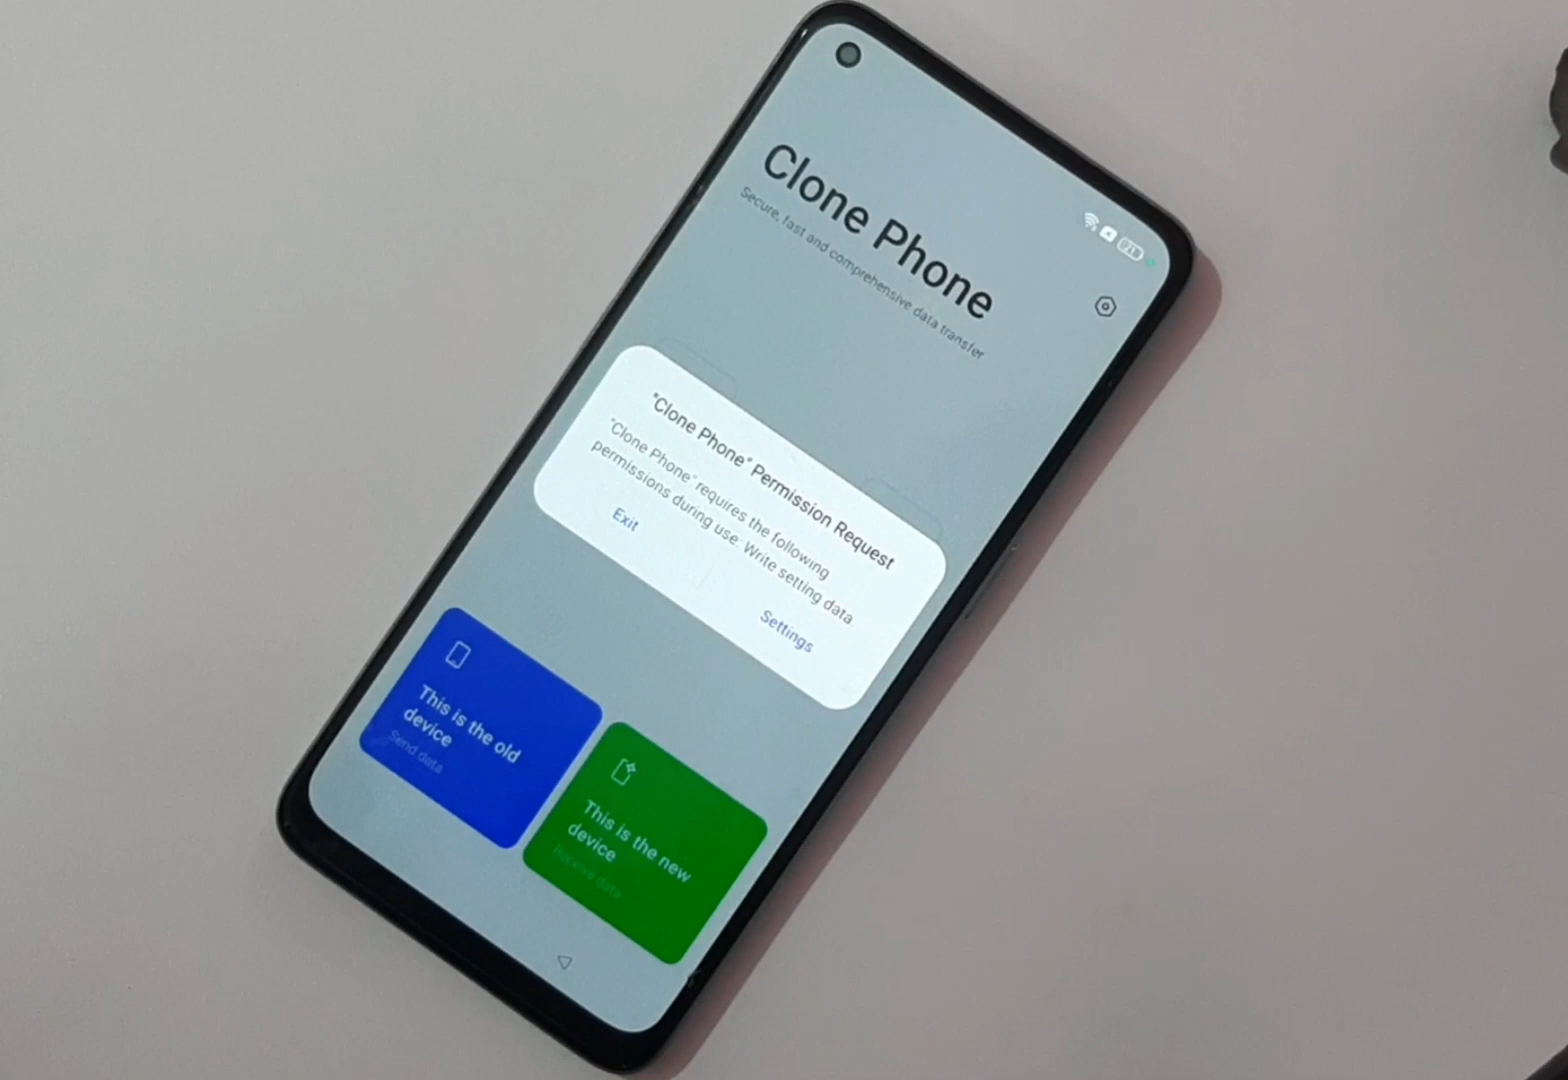 21
Clone Phone
Secure, fast and comprehensive data transfer
"Clone Phone" Permission Request
"Clone Phone" requires the following
permissions during use: Write setting data.
Exit
Settings
This is the old
device
Send data
This is the new
device
Receive data